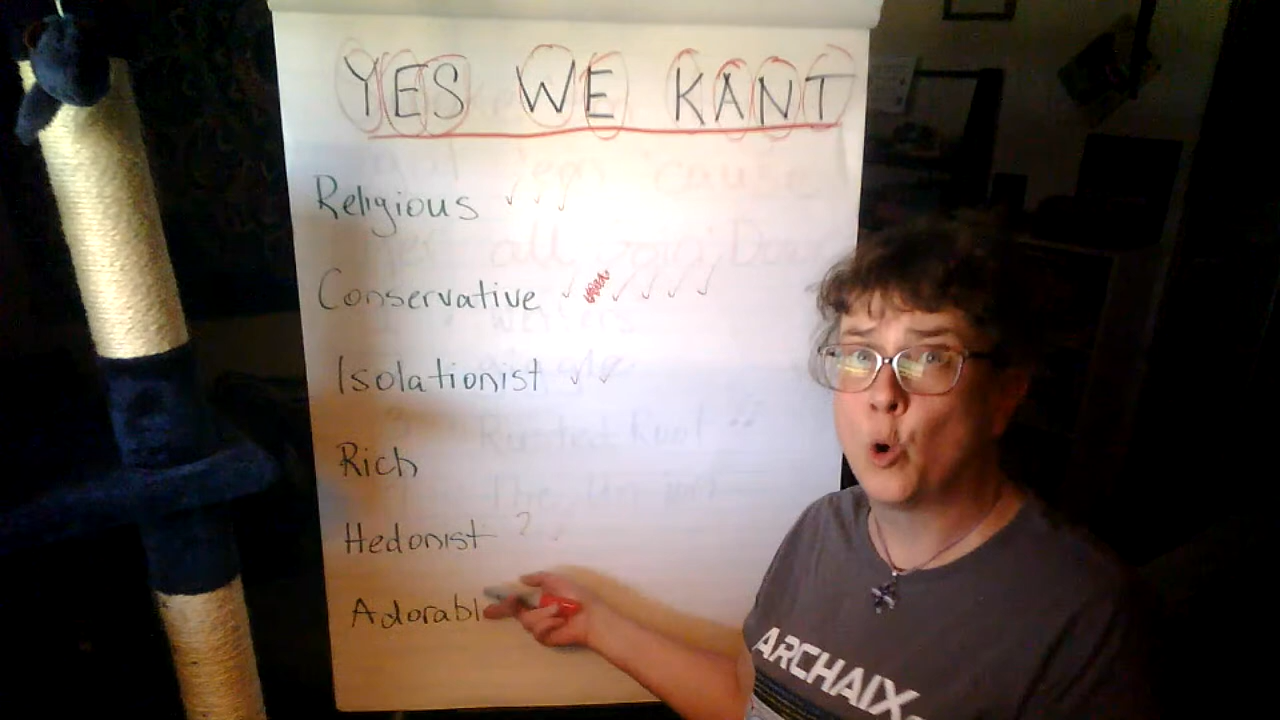 YES WE KANT
Religious ✓ ✓ ✓
Conservative ✓ ✓ ✓ ✓ ✓
Isolationist ✓ ✓
Rich
Hedonist ?
Adorabl
ARCHAIX